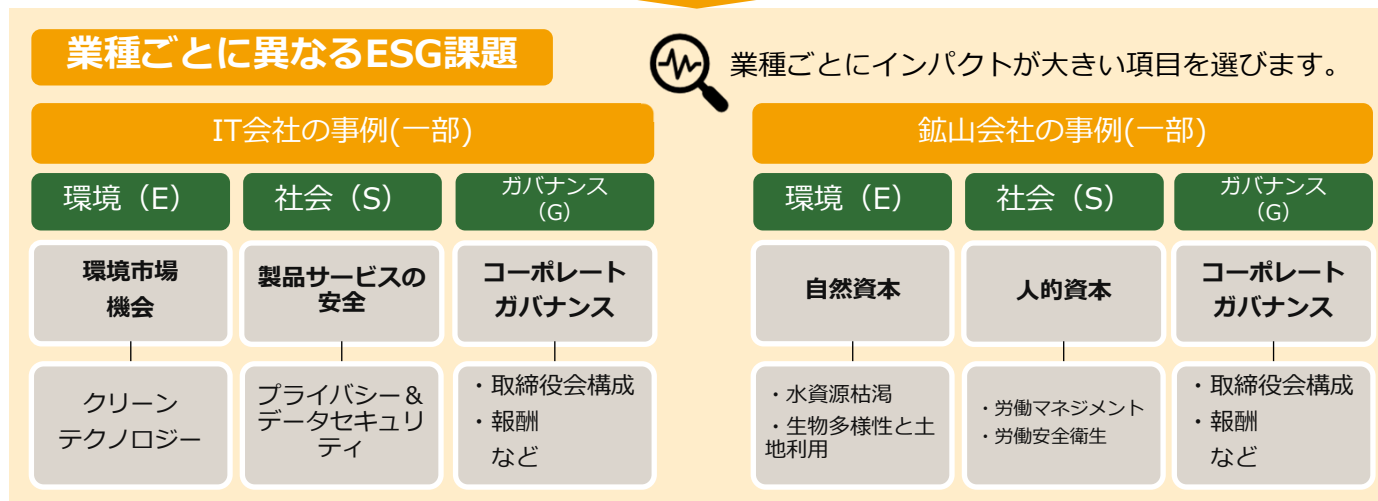 業種ごとに異なるESG課題
業種ごとにインパクトが大きい項目を選びます。
IT会社の事例(一部)
環境（E）
社会（S）
ガバナンス
（G）
環境市場
機会
製品サービスの
安全
コーポレート
ガバナンス
クリーン
テクノロジー
プライバシー＆
データセキュリ
ティ
・取締役会構成
・報酬
など
鉱山会社の事例(一部)
環境（E）
社会（S）
ガバナンス
（G）
自然資本
人的資本
コーポレート
ガバナンス
・水資源枯渇
・生物多様性と土
地利用
・労働マネジメント
・労働安全衛生
・取締役会構成
・報酬
など